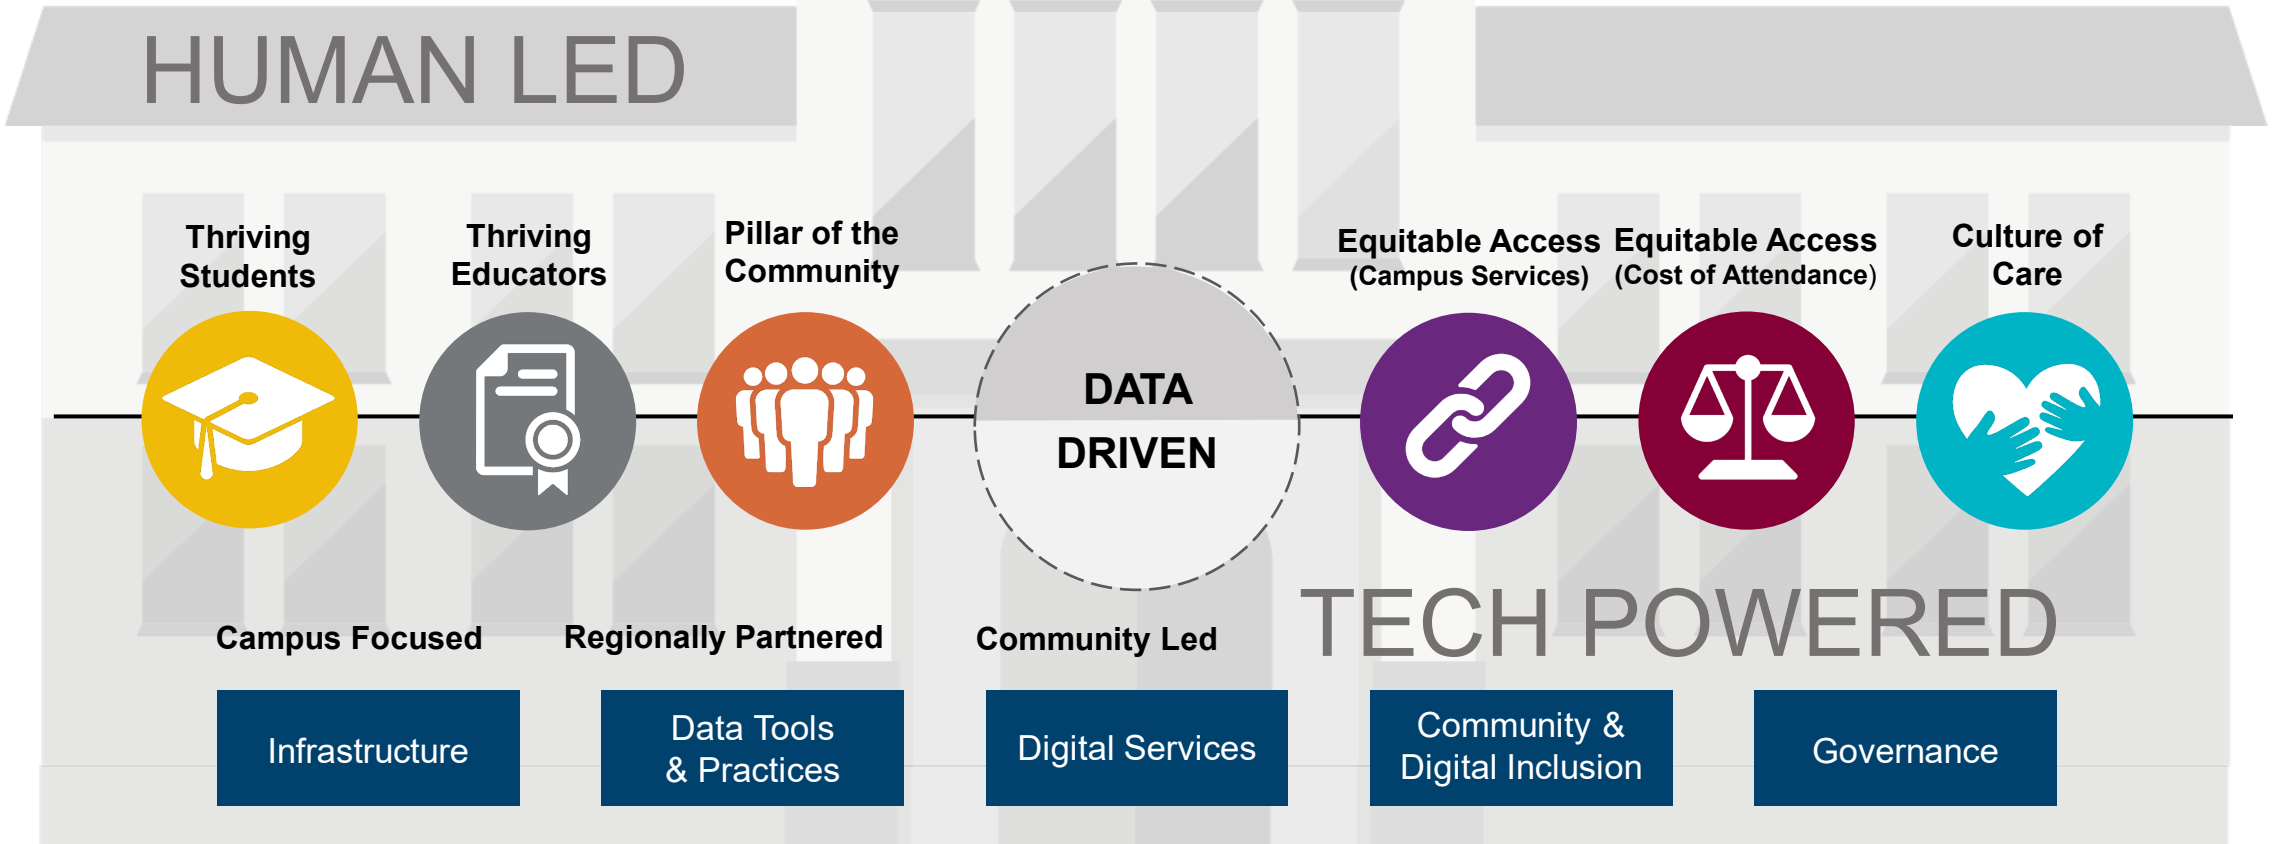 HUMAN LED
Thriving
Students
Thriving
Educators
Pillar of the
Community
DATA
DRIVEN
Equitable Access
(Campus Services)
Equitable Access
(Cost of Attendance)
Culture of
Care
TECH POWERED
Campus Focused
Regionally Partnered
Community Led
Infrastructure
Data Tools
& Practices
Digital Services
Community &
Digital Inclusion
Governance